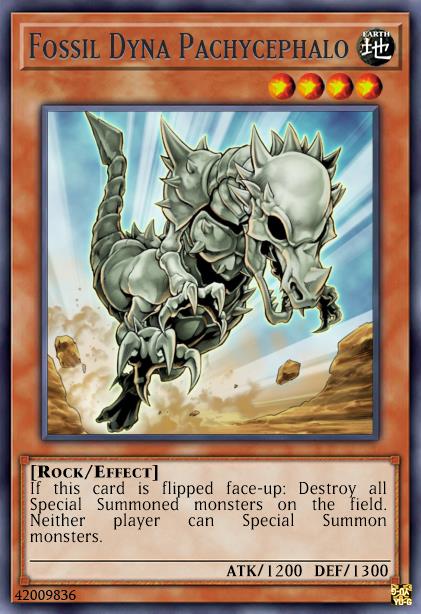 FOSSIL DYNA PACHYCEPHALO
EARTH
地
[ROCK/EFFECT]
If this card is flipped face-up: Destroy all
Special Summoned monsters on the field.
Neither player can Special Summon
monsters.
ATK/1200 DEF/1300
42009836